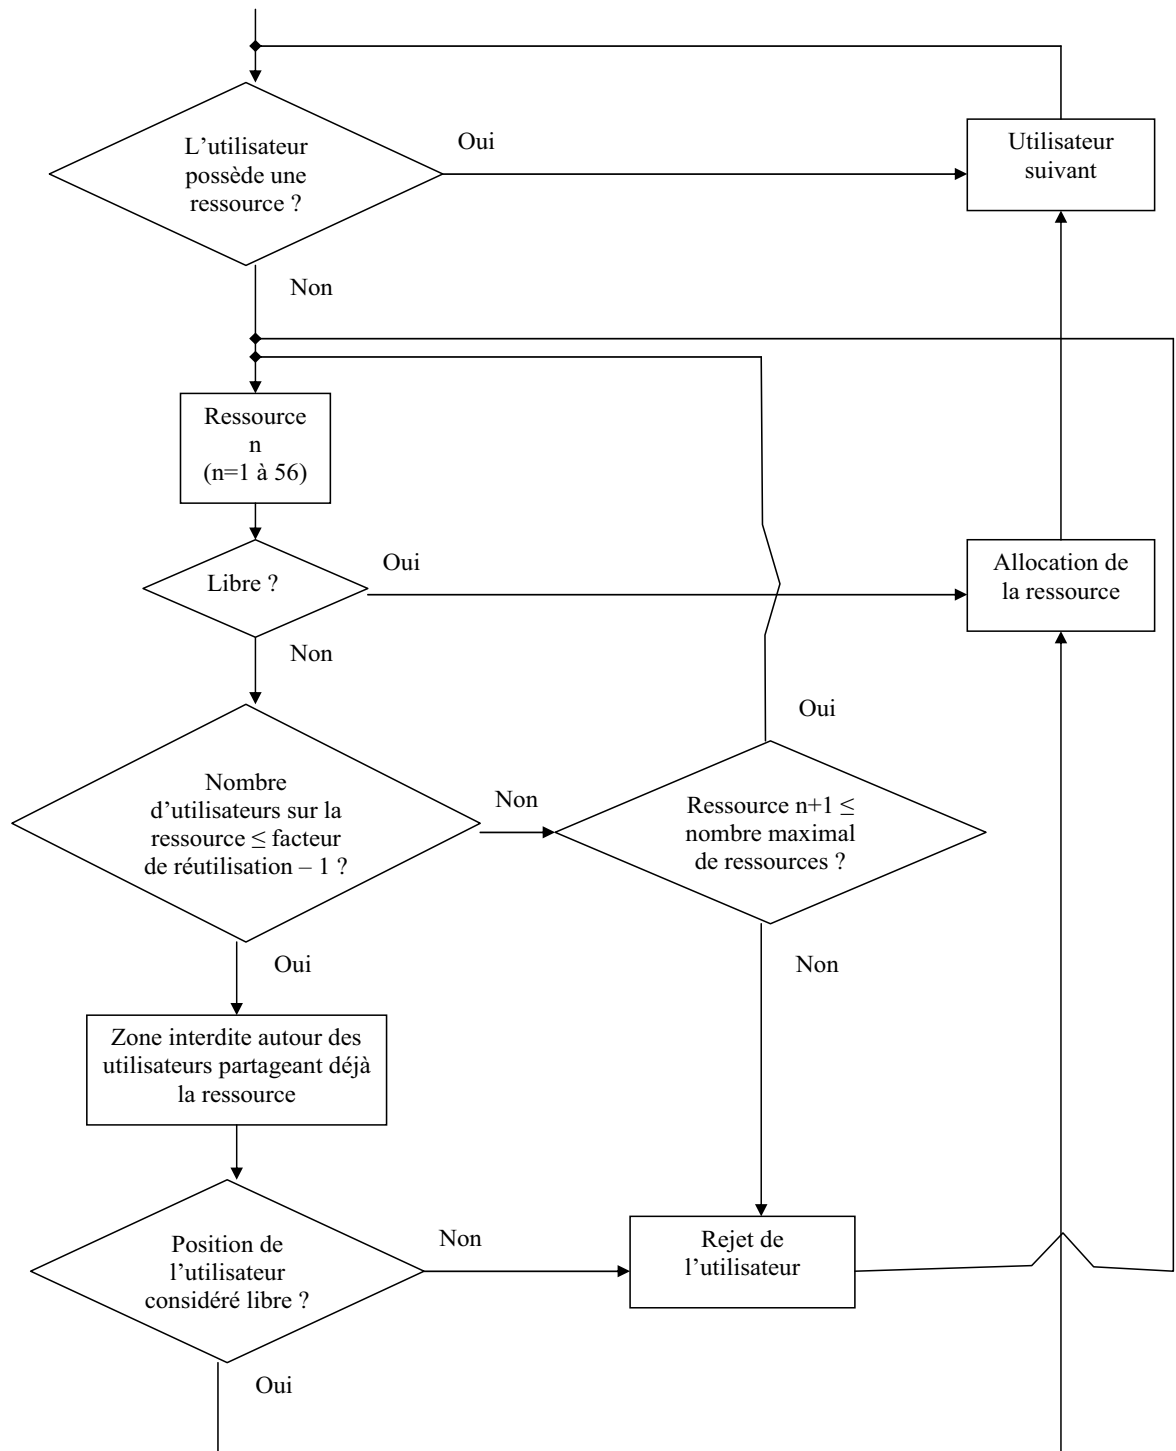 L’utilisateur
possède une
ressource ?
Oui
Utilisateur
suivant
Non
Ressource
n
(n=1 à 56)
Libre ?
Oui
Allocation de
la ressource
Non
Nombre
d’utilisateurs sur la
ressource ≤ facteur
de réutilisation – 1 ?
Non
Oui
Ressource n+1 ≤
nombre maximal
de ressources ?
Oui
Non
Zone interdite autour des
utilisateurs partageant déjà
la ressource
Position de
l’utilisateur
considéré libre ?
Non
Rejet de
l’utilisateur
Oui